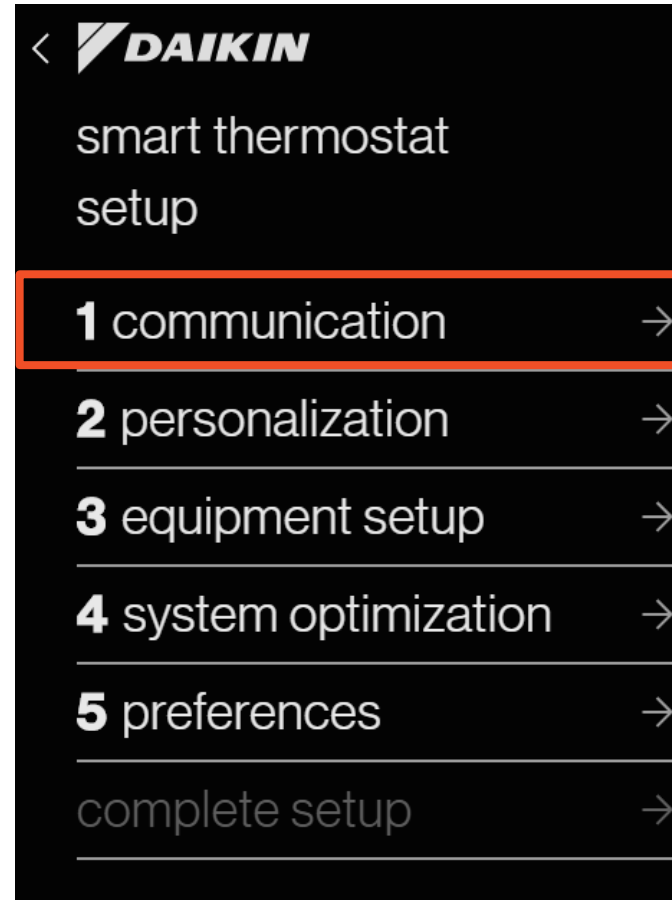 DAIKIN
smart thermostat
setup
1 communication
2 personalization
3 equipment setup
4 system optimization
5 preferences
complete setup